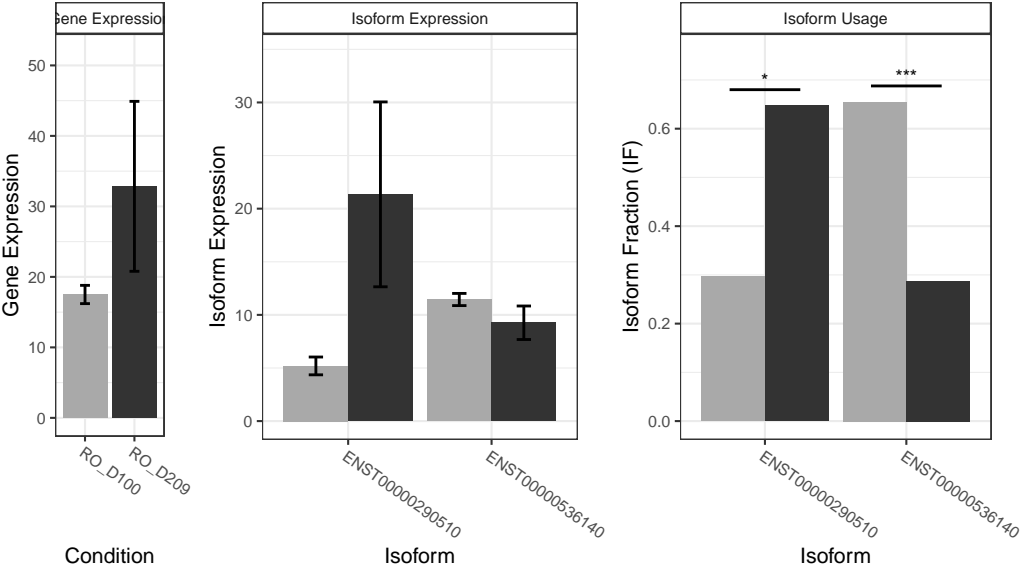 Gene Expression
Isoform Expression
Isoform Usage
Gene Expression
50
40
30
20
10
0
RO_D100
RO_D209
Condition
Isoform Expression
30
20
10
0
ENST00000290510
ENST00000536140
Isoform
Isoform Fraction (IF)
0.6
0.4
0.2
0.0
*
***
ENST00000290510
ENST00000536140
Isoform